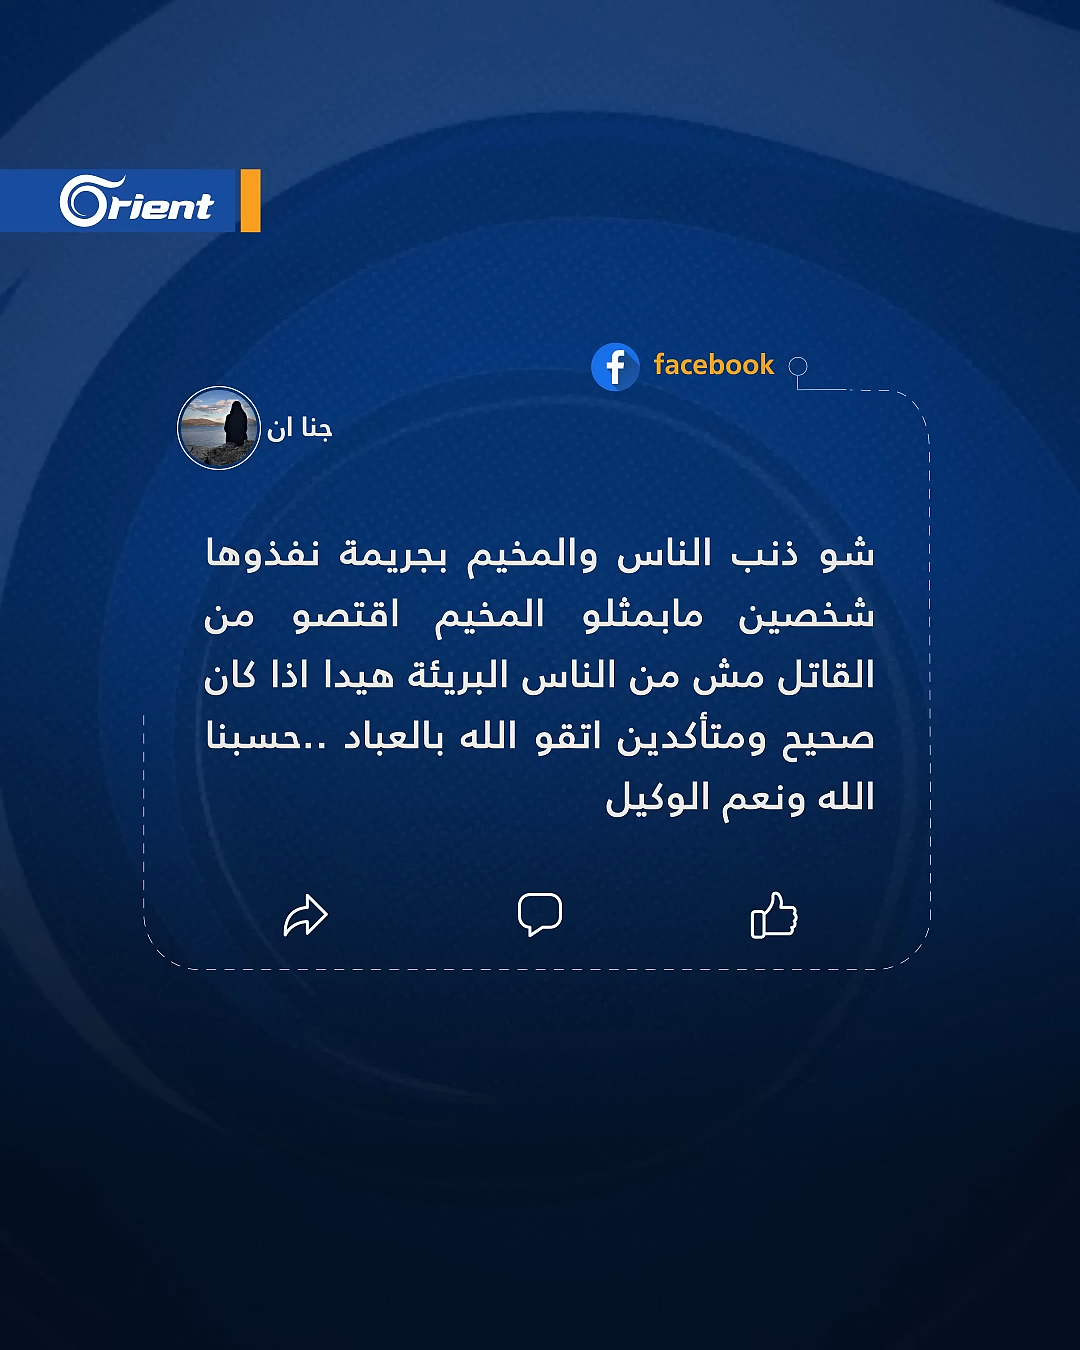 Orient
facebook
جنا ان
شو ذنب الناس والمخيم بجريمة نفذوها
شخصين مابمثلو المخيم اقتصو من
القاتل مش من الناس البريئة هيدا اذا كان
صحيح ومتأكدين اتقو الله بالعباد ..حسبنا
الله ونعم الوكيل